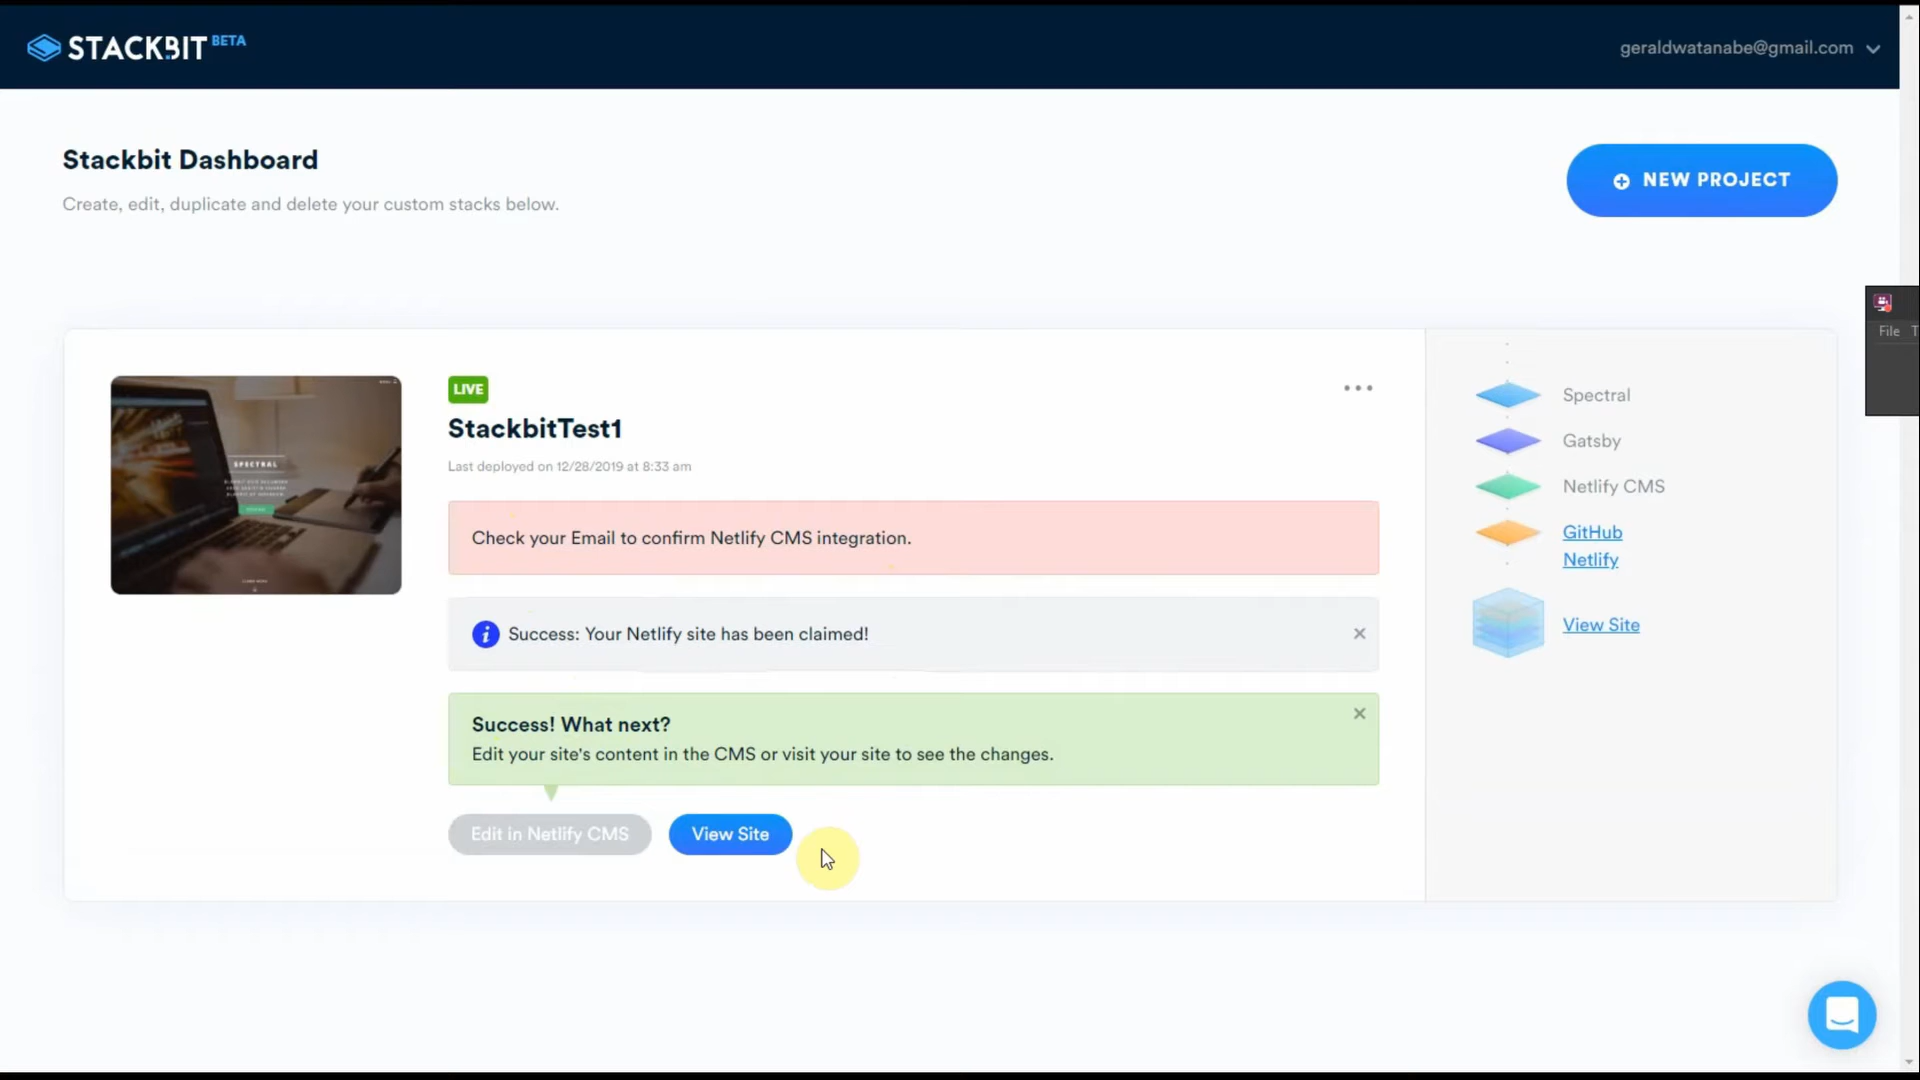 STACKBIT BETA
geraldwatanabe@gmail.com
Stackbit Dashboard
Create, edit, duplicate and delete your custom stacks below.
NEW PROJECT
File
LIVE
StackbitTest1
Last deployed on 12/28/2019 at 8:33 am
SPECTRAL
Check your Email to confirm Netlify CMS integration.
Success: Your Netlify site has been claimed!
Success! What next?
Edit your site's content in the CMS or visit your site to see the changes.
Edit in Netlify CMS
View Site
Spectral
Gatsby
Netlify CMS
GitHub
Netlify
View Site